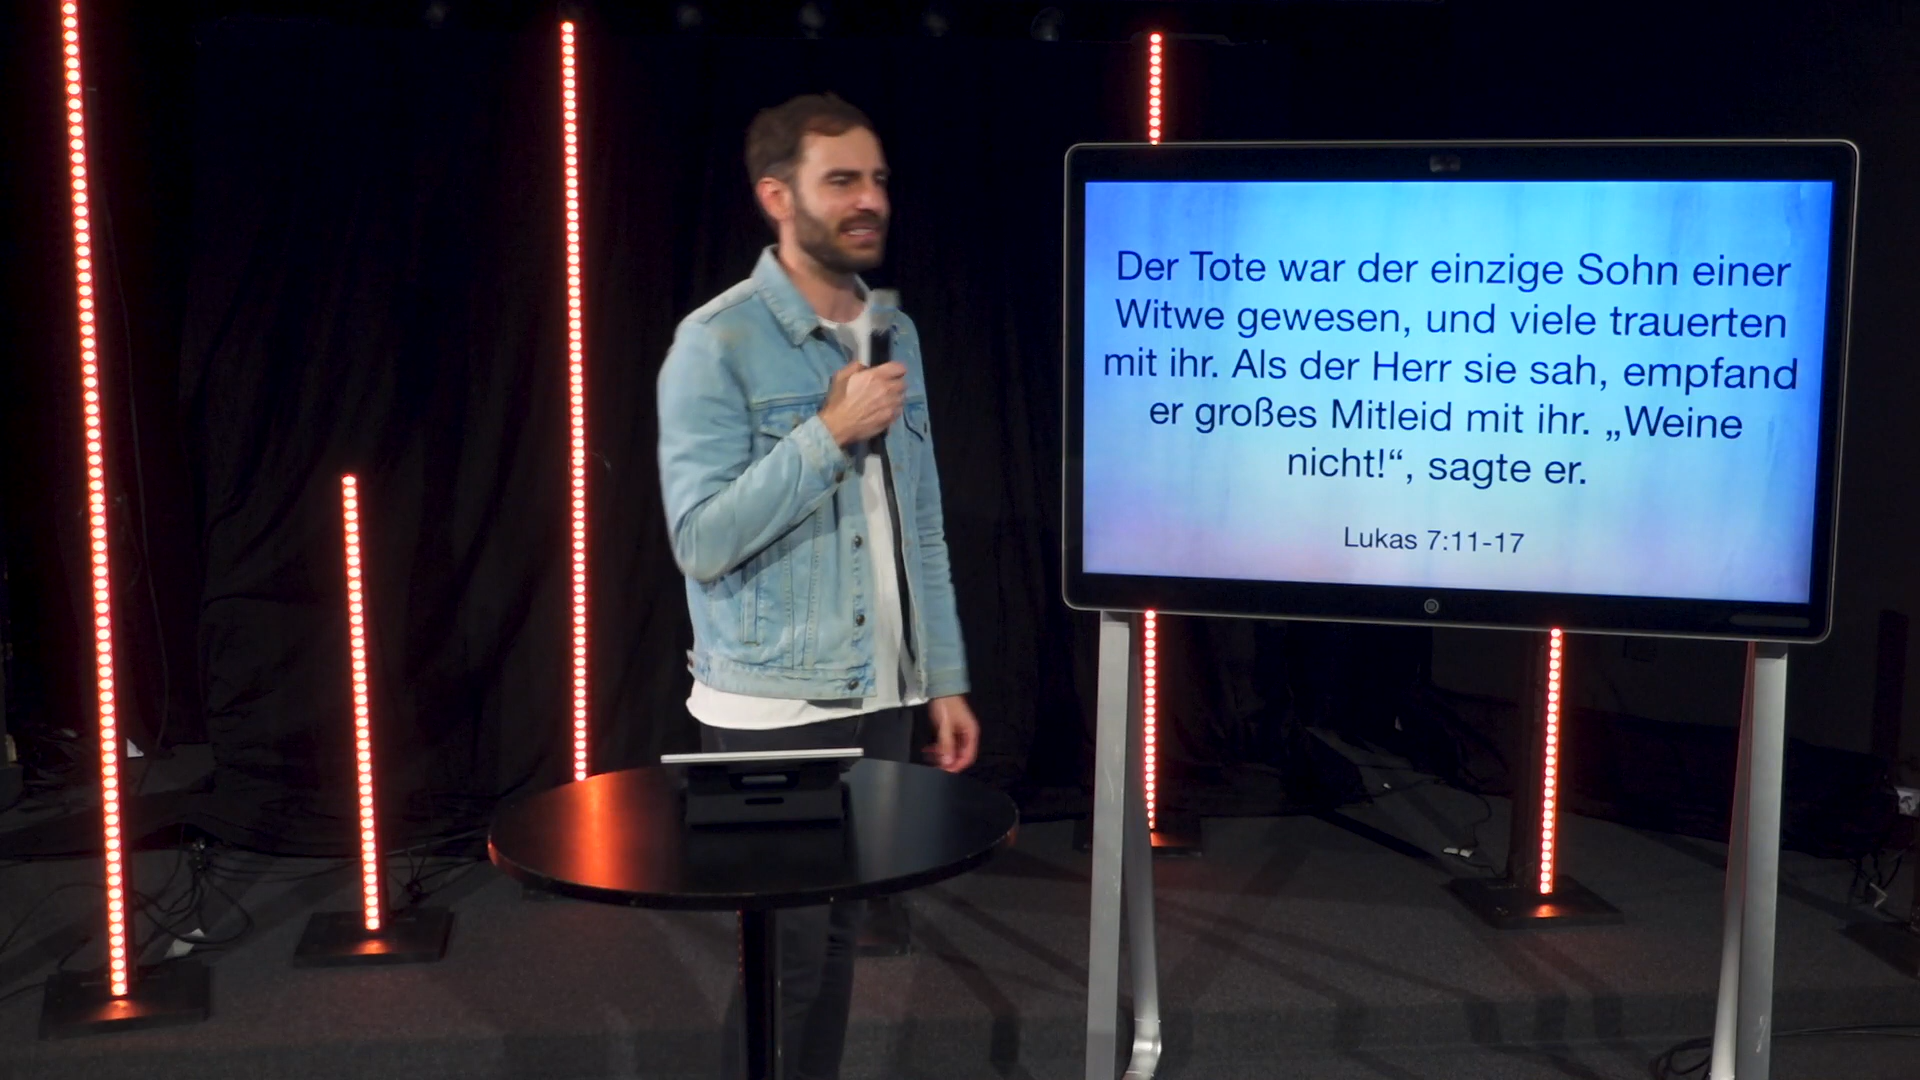 Der Tote war der einzige Sohn einer
Witwe gewesen, und viele trauerten
mit ihr. Als der Herr sie sah, empfand
er großes Mitleid mit ihr. „Weine
nicht!“, sagte er.
Lukas 7:11-17